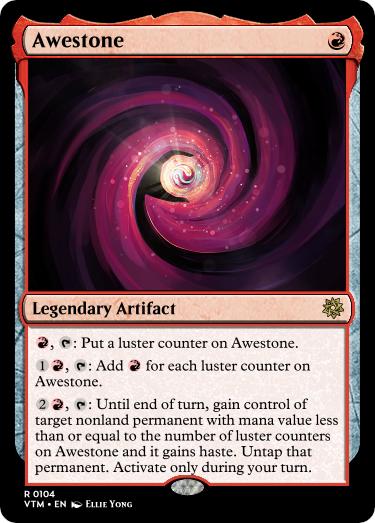 Awestone
Legendary Artifact
, : Put a luster counter on Awestone.
1 , : Add for each luster counter on
Awestone.
2 , : Until end of turn, gain control of
target nonland permanent with mana value less
than or equal to the number of luster counters
on Awestone and it gains haste. Untap that
permanent. Activate only during your turn.
R 0104
VTM • EN Ellie Yong